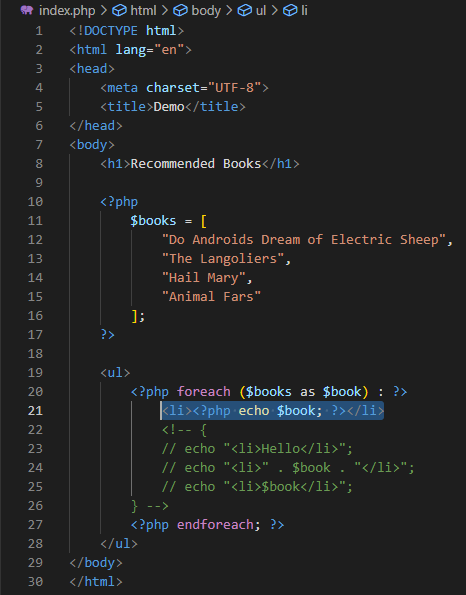 index.php > html > body > ul > li
1 <!DOCTYPE html>
2 <html lang="en">
3 <head>
4     <meta charset="UTF-8">
5     <title>Demo</title>
6 </head>
7 <body>
8     <h1>Recommended Books</h1>
9
10     <?php
11         $books = [
12             "Do Androids Dream of Electric Sheep",
13             "The Langoliers",
14             "Hail Mary",
15             "Animal Fars"
16         ];
17     ?>
18
19     <ul>
20         <?php foreach ($books as $book) : ?>
21             <li><?php echo $book; ?></li>
22             <!-- {
23             // echo "<li>Hello</li>";
24             // echo "<li>" . $book . "</li>";
25             // echo "<li>$book</li>";
26         } -->
27         <?php endforeach; ?>
28     </ul>
29 </body>
30 </html>